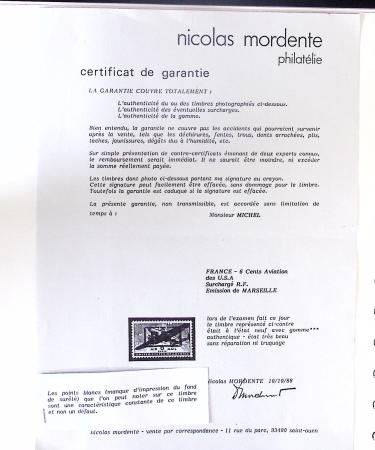 nicolas mordente
philatélie
certificat de garantie
LA GARANTIE COUVRE TOTALEMENT :
L'authenticité du ou des timbres photographiés ci-dessous.
L'authenticité des éventuelles surcharges.
L'authenticité de la gomme.
Bien entendu, la garantie ne couvre pas les accidents qui pourraient survenir
après la vente, tels que les déchirures, fentes, trous, dents arrachées, plis,
taches, jaunissures, dégâts dus à l'humidité, etc.
Sur simple présentation de contre-certificats émanant de deux experts connus,
le remboursement serait immédiat. Il ne saurait être moindre, ni excéder
la somme réellement payée.
Les timbres dont photo ci-dessous portent ma signature au crayon.
Cette signature peut facilement être effacée, sans dommage pour le timbre.
Toutefois la garantie est caduque si la signature est effacée.
La présente garantie, non transmissible, est accordée sans limitation de
temps à : Monsieur MICHEL
FRANCE - 6 Cents Aviation
des U.S.A
Surchargé R.F.
Emission de MARSEILLE
lors de l'examen fait ce jour
le timbre représenté ci-contre
était à l'état neuf avec gomme***
authentique - état très beau
sans réparation ni truquage
Nicolas MORDENTE 10/10/88
Les points blancs (manque d'impression du fond
de sûreté) que l'on peut noter sur ce timbre
sont une caractéristique constante de ce timbre
et non un défaut.
nicolas mordente - vente par correspondance - 11 rue du parc, 93400 saint-ouen